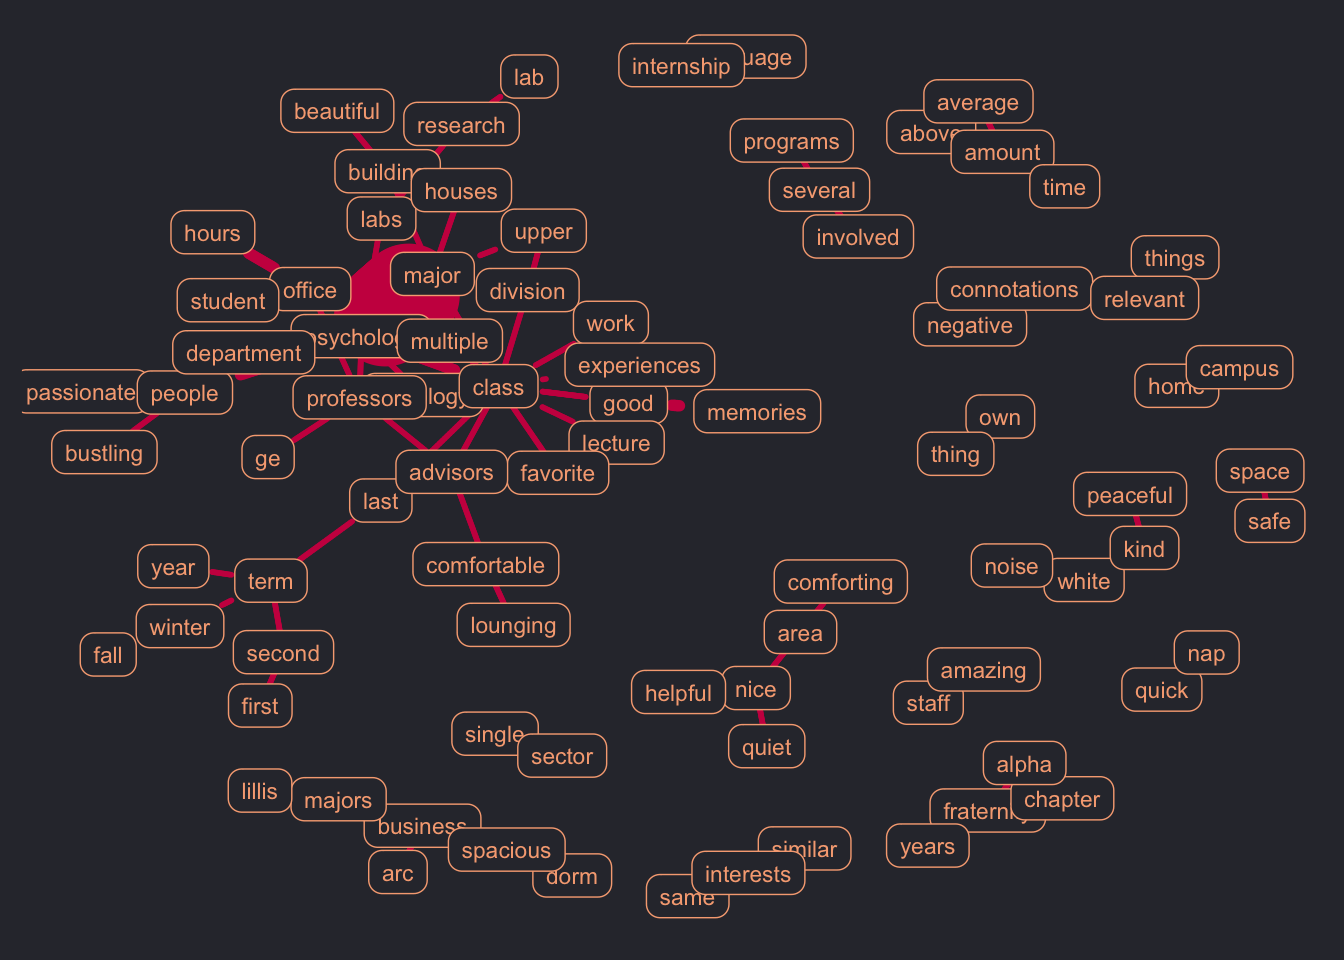 lab
internship
uage
beautiful
research
average
above
amount
programs
buildin
houses
several
time
labs
upper
hours
involved
things
major
office
division
student
connotations
relevant
work
negative
psycholog
multiple
department
experiences
campus
passionate
people
class
home
professors
logy
good
memories
own
bustling
ge
lecture
thing
advisors
favorite
space
last
peaceful
safe
kind
year
term
comfortable
noise
white
comforting
winter
lounging
area
fall
second
nap
amazing
helpful
nice
quick
first
staff
single
quiet
sector
alpha
lillis
majors
chapter
business
fraternity
spacious
similar
years
arc
dorm
interests
same